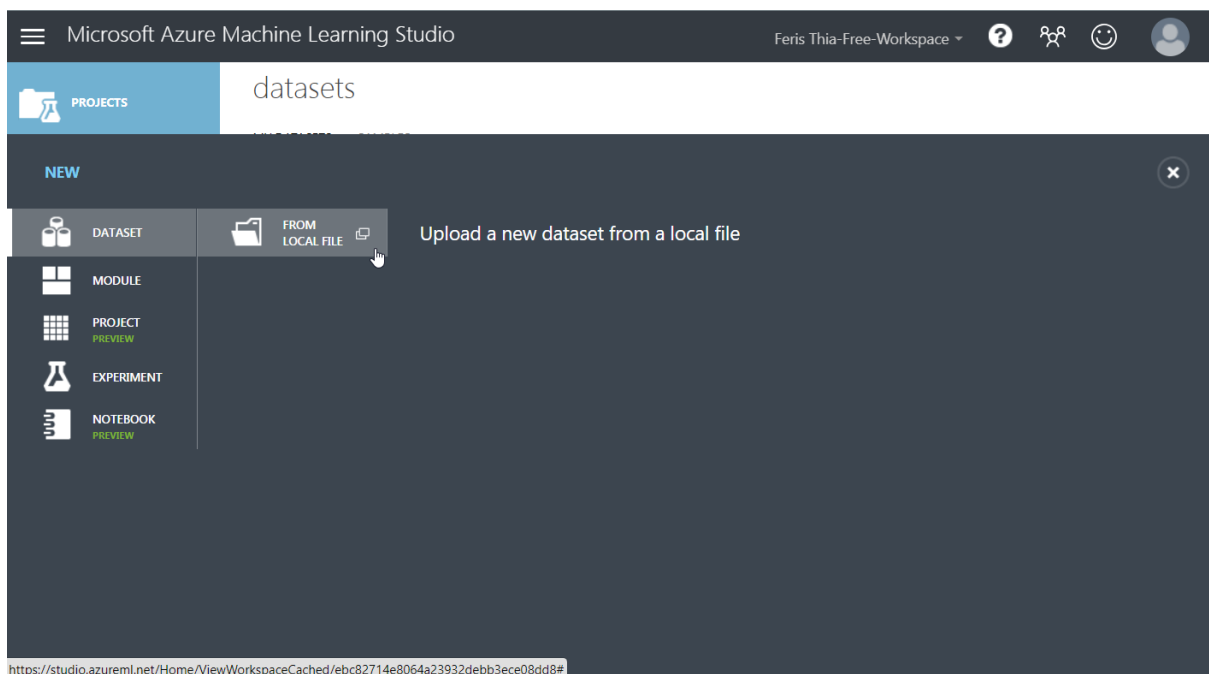 Microsoft Azure Machine Learning Studio
Feris Thia-Free-Workspace
?
PROJECTS
datasets
NEW
DATASET
FROM
LOCAL FILE
Upload a new dataset from a local file
MODULE
PROJECT
PREVIEW
EXPERIMENT
NOTEBOOK
PREVIEW
https://studio.azureml.net/Home/ViewWorkspaceCached/ebc82714e8064a23932debb3ece08dd8#